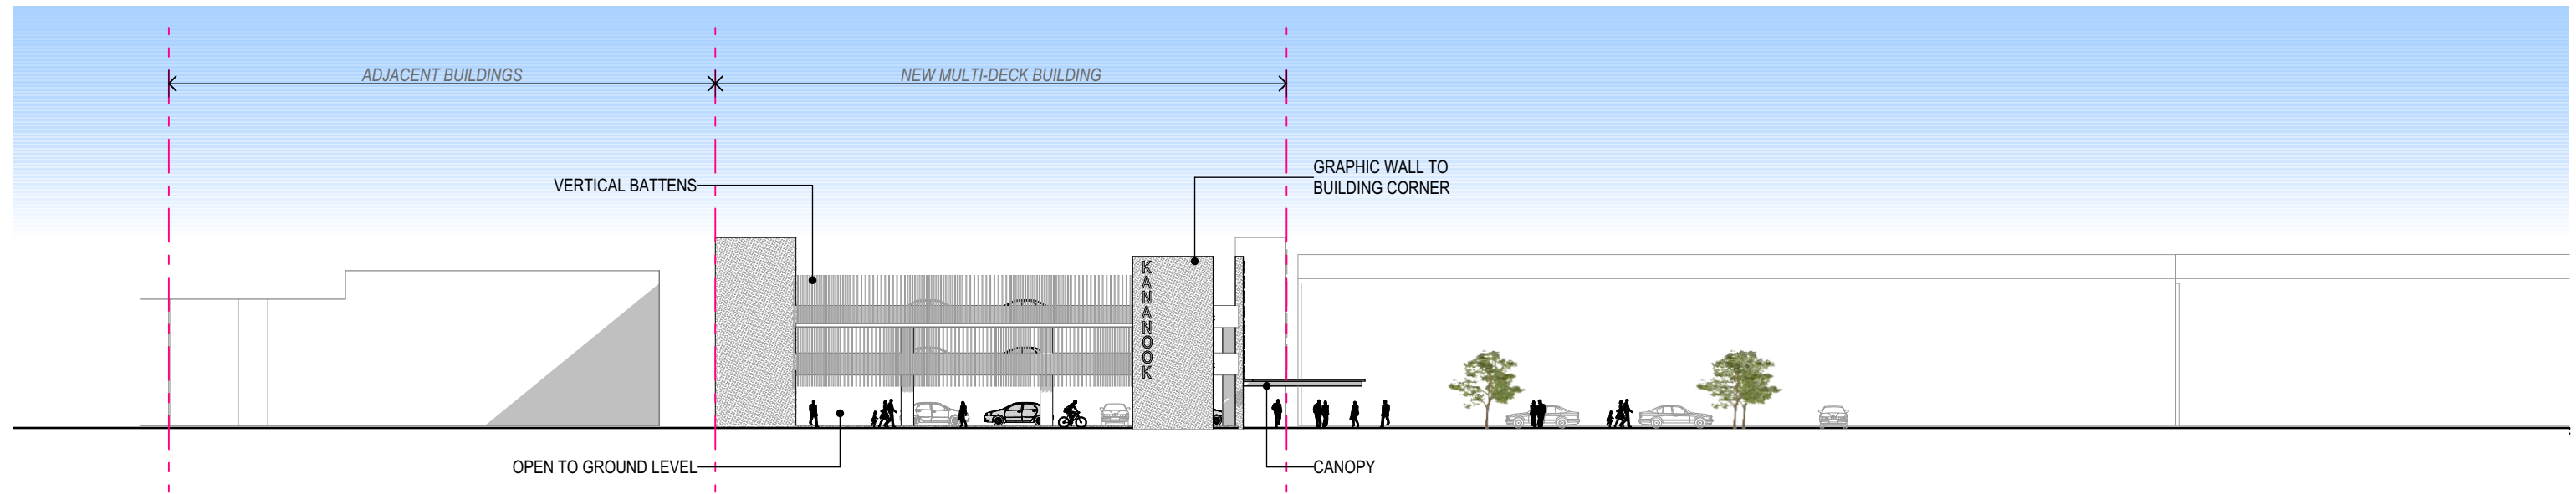 ADJACENT BUILDINGS
NEW MULTI-DECK BUILDING
VERTICAL BATTENS
GRAPHIC WALL TO
BUILDING CORNER
KANANOOK
OPEN TO GROUND LEVEL
CANOPY